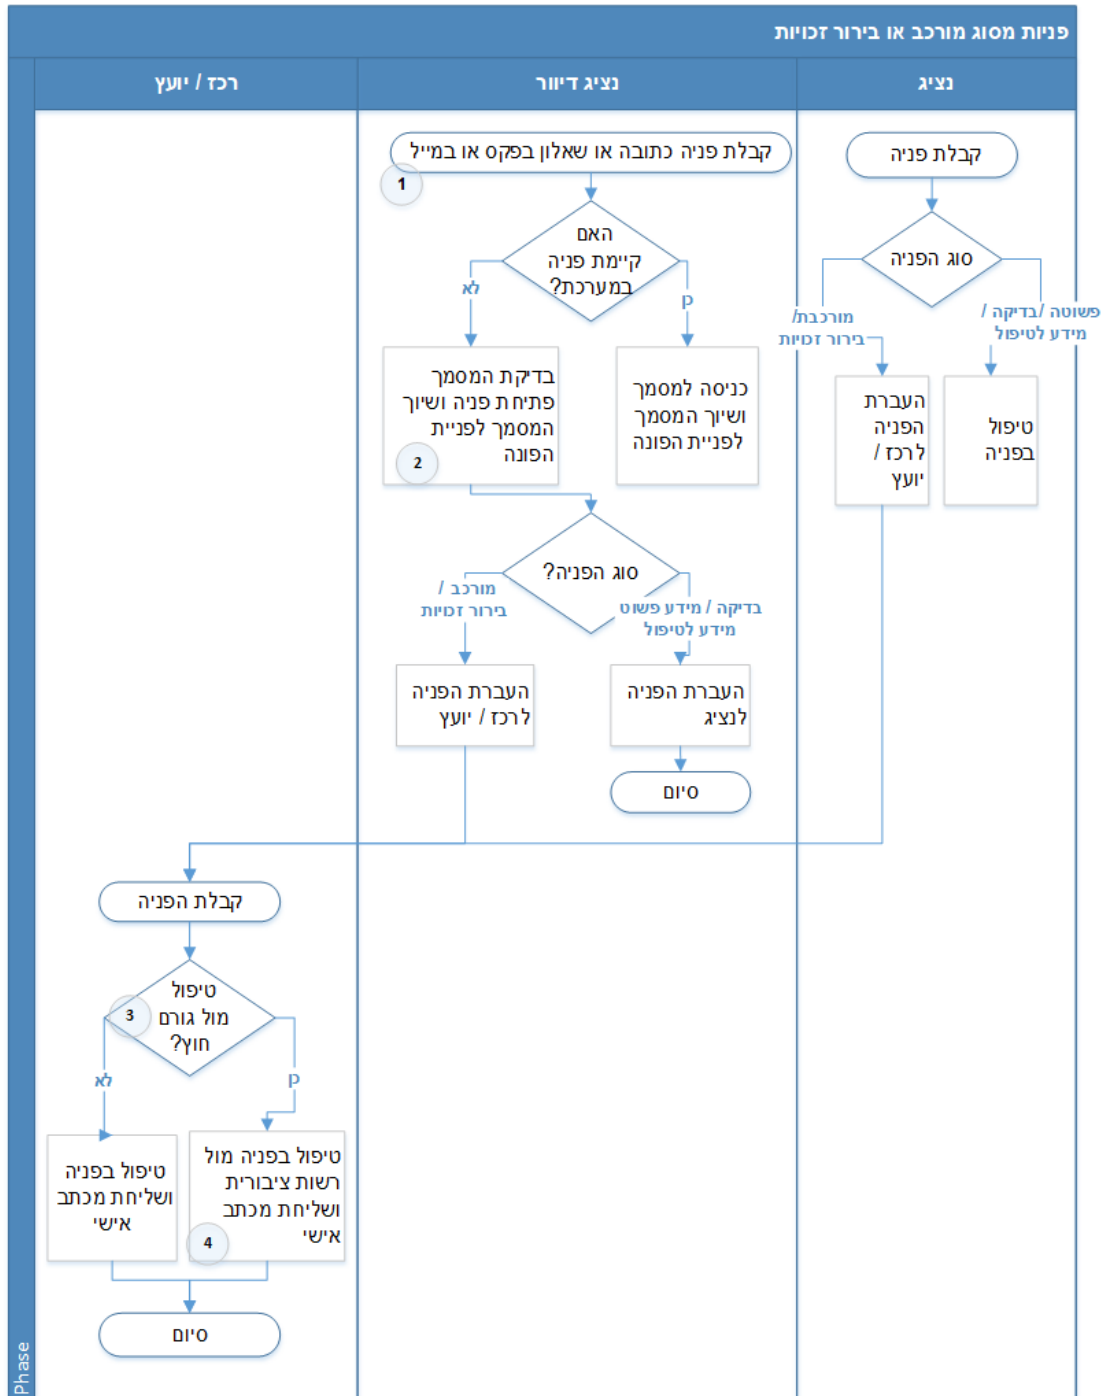 פניות מסוג מורכב או בירור זכויות
נציג
נציג דיוור
רכז / יועץ
קבלת פניה
סוג הפניה
פשוטה /בדיקה /
מידע לטיפול
מורכבת/
בירור זכויות
טיפול
בפניה
העברת
הפניה
לרכז /
יועץ
קבלת פניה כתובה או שאלון בפקס או במייל
1
האם
קיימת פניה
במערכת?
כן
לא
כניסה למסמך
ושיוך המסמך
לפניית הפונה
בדיקת המסמך
פתיחת פניה ושיוך
המסמך לפניית
הפונה
2
סוג הפניה?
בדיקה / מידע פשוט
מידע לטיפול
מורכב /
בירור זכויות
העברת הפניה
לנציג
העברת הפניה
לרכז / יועץ
סיום
קבלת הפניה
טיפול
מול גורם
חוץ?
3
כן
לא
טיפול בפניה מול
רשות ציבורית
ושליחת מכתב
אישי
4
טיפול בפניה
ושליחת מכתב
אישי
סיום
Phase